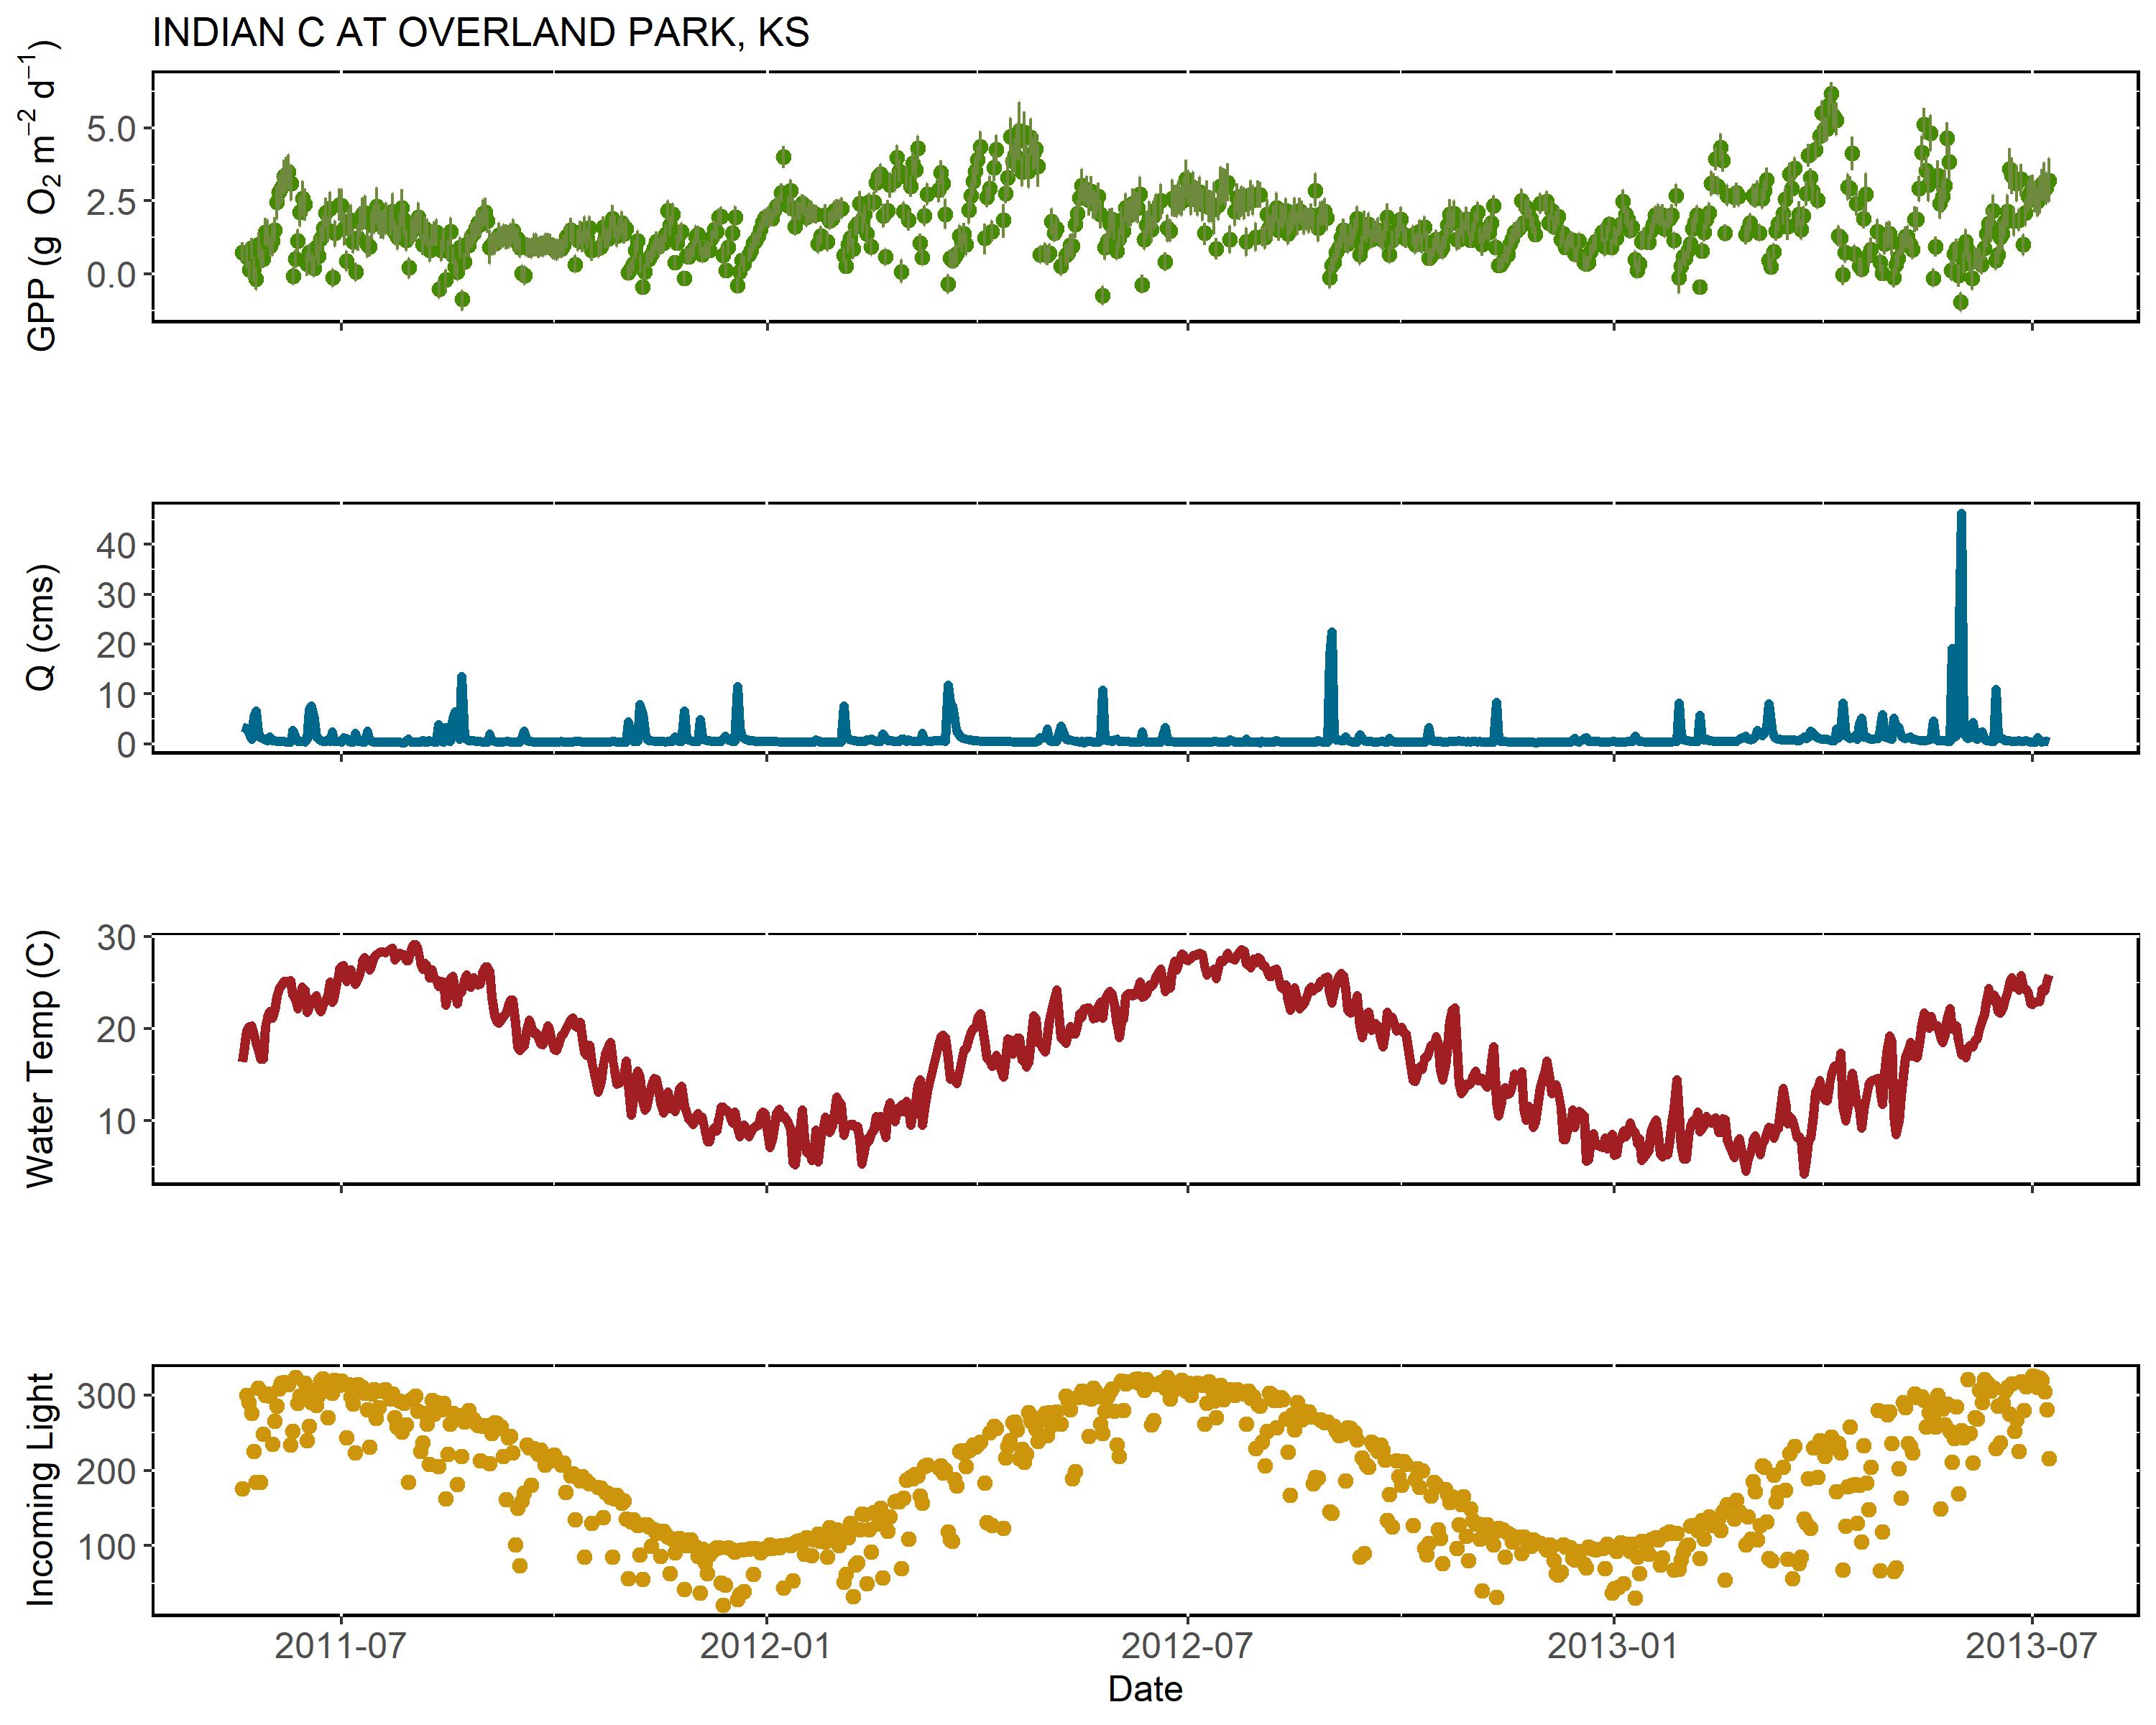 INDIAN C AT OVERLAND PARK, KS
GPP (g O₂ m⁻² d⁻¹)
5.0
2.5
0.0
Q (cms)
40
30
20
10
0
Water Temp (C)
30
20
10
Incoming Light
300
200
100
2011-07 2012-01 2012-07 2013-01 2013-07
Date